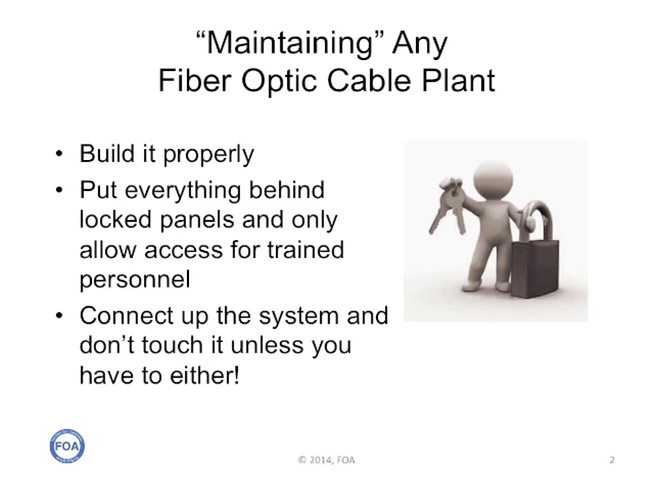 “Maintaining” Any
Fiber Optic Cable Plant
• Build it properly
• Put everything behind
locked panels and only
allow access for trained
personnel
• Connect up the system and
don’t touch it unless you
have to either!
FOA
© 2014, FOA
2